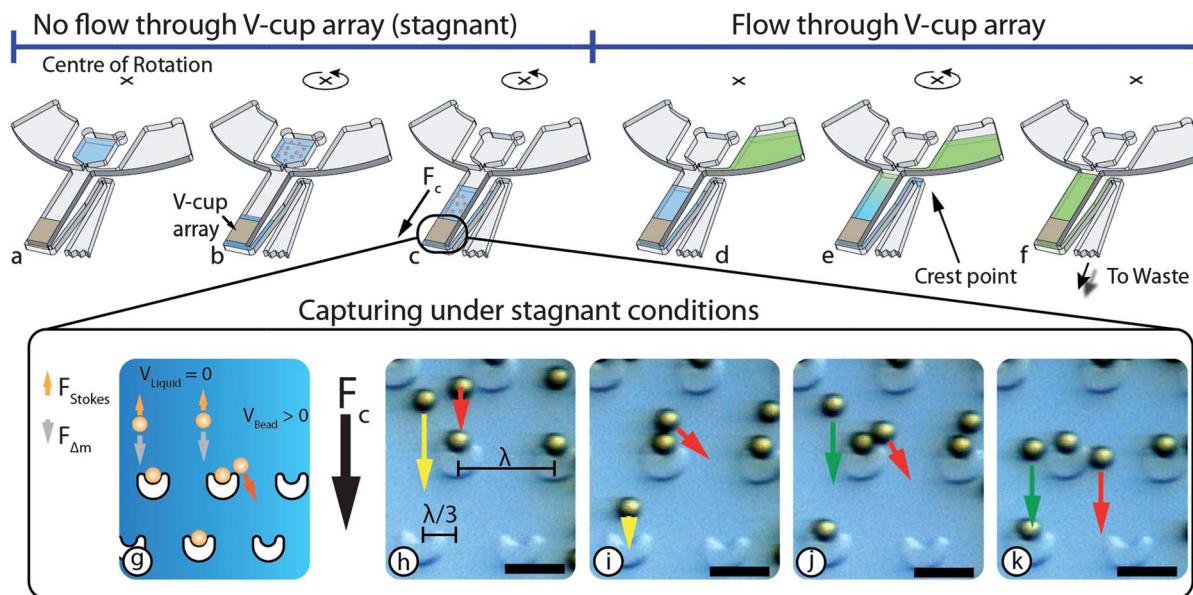 No flow through V-cup array (stagnant)
Flow through V-cup array
Centre of Rotation
F c
V-cup
array
a
b
c
d
e
f
Crest point
To Waste
Capturing under stagnant conditions
F Stokes
F Δm
V Liquid = 0
V Bead > 0
F c
λ
λ/3
g
h
i
j
k